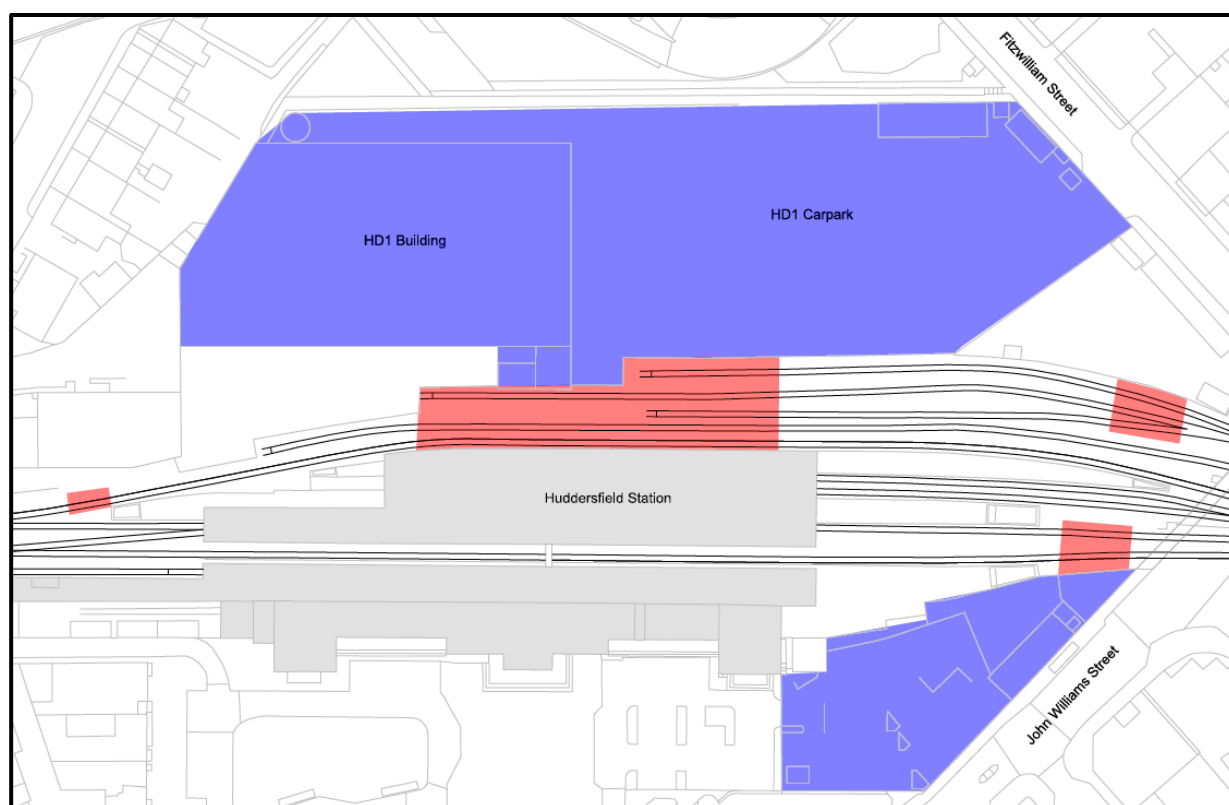 Fitzwilliam Street
HD1 Carpark
HD1 Building
Huddersfield Station
John Williams Street